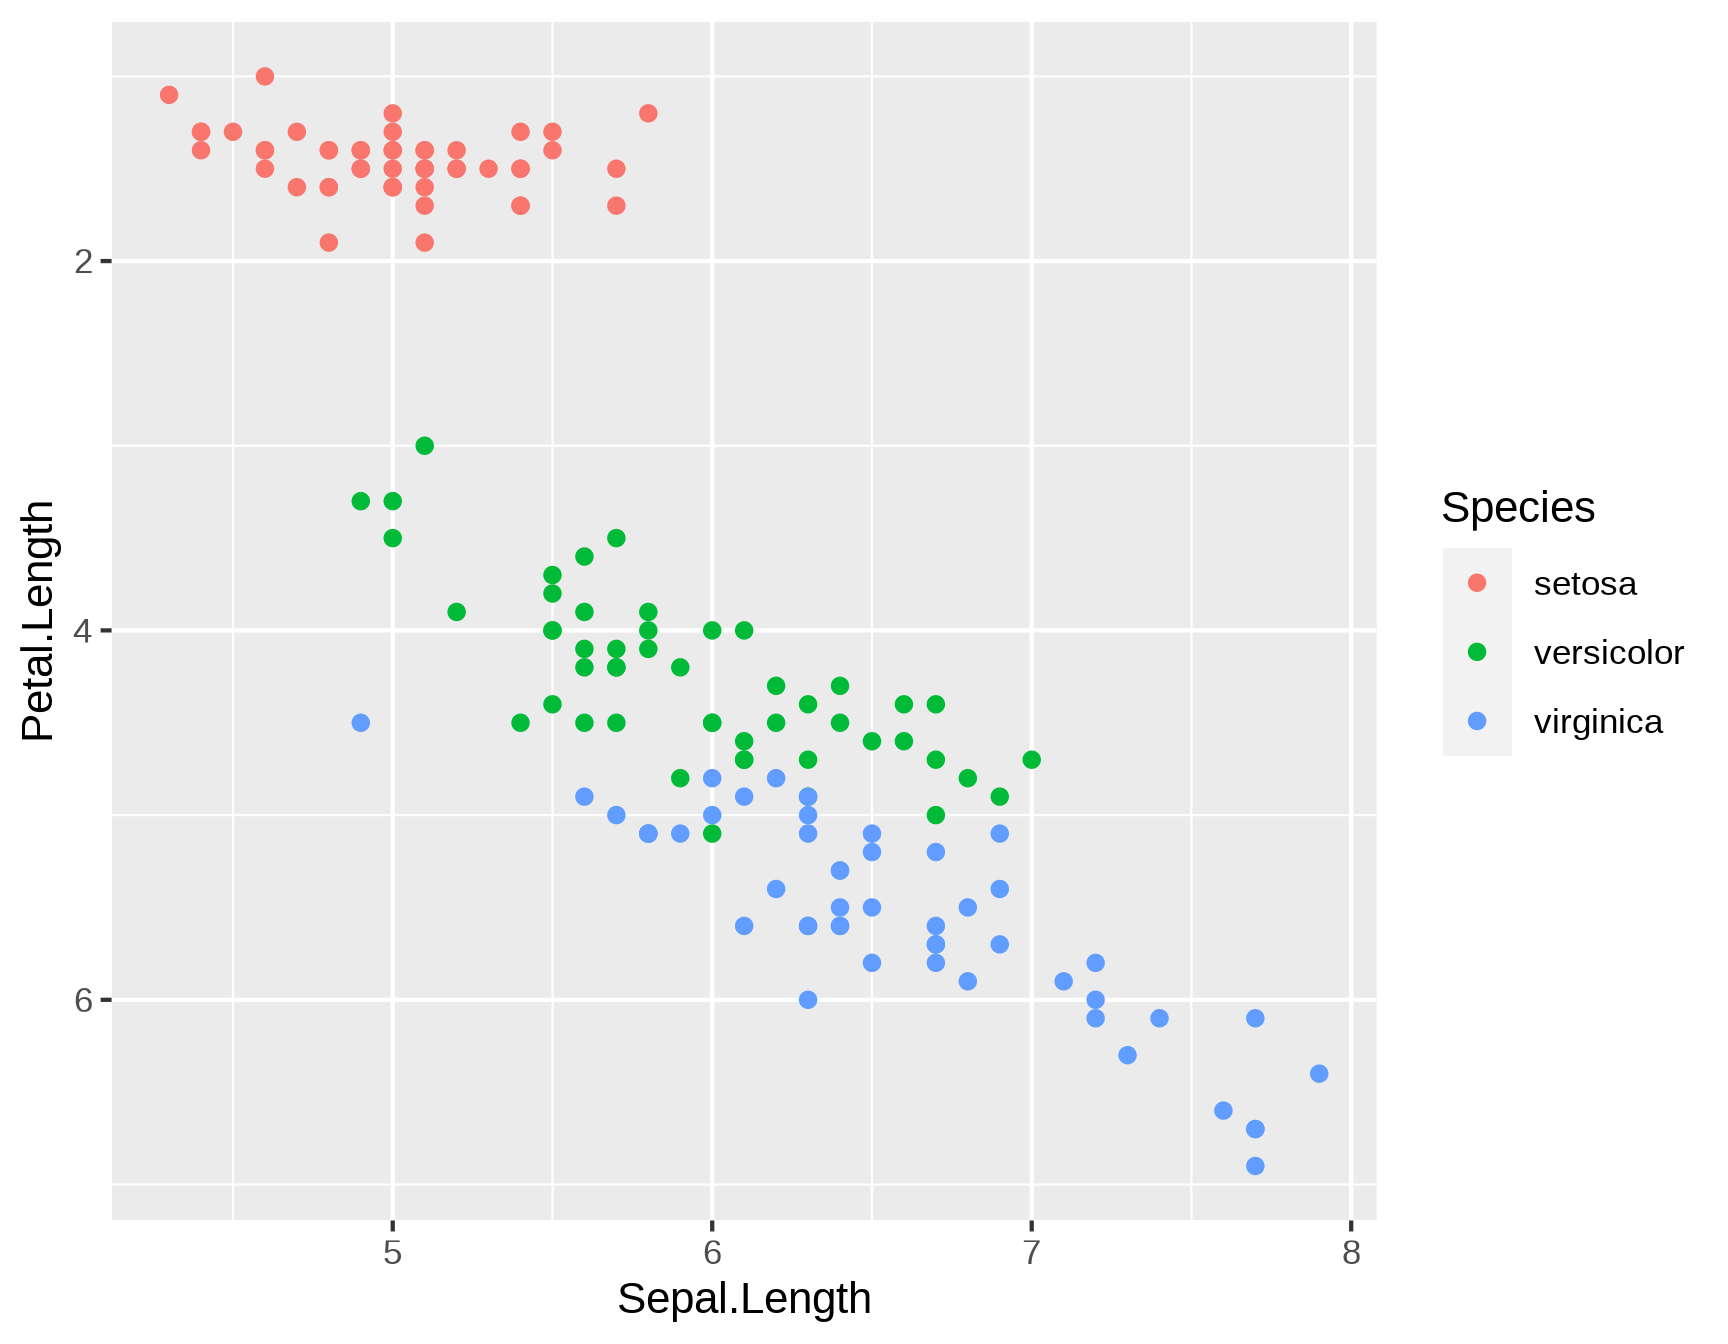 2
4
6
Petal.Length
5 6 7 8
Sepal.Length
Species
setosa
versicolor
virginica